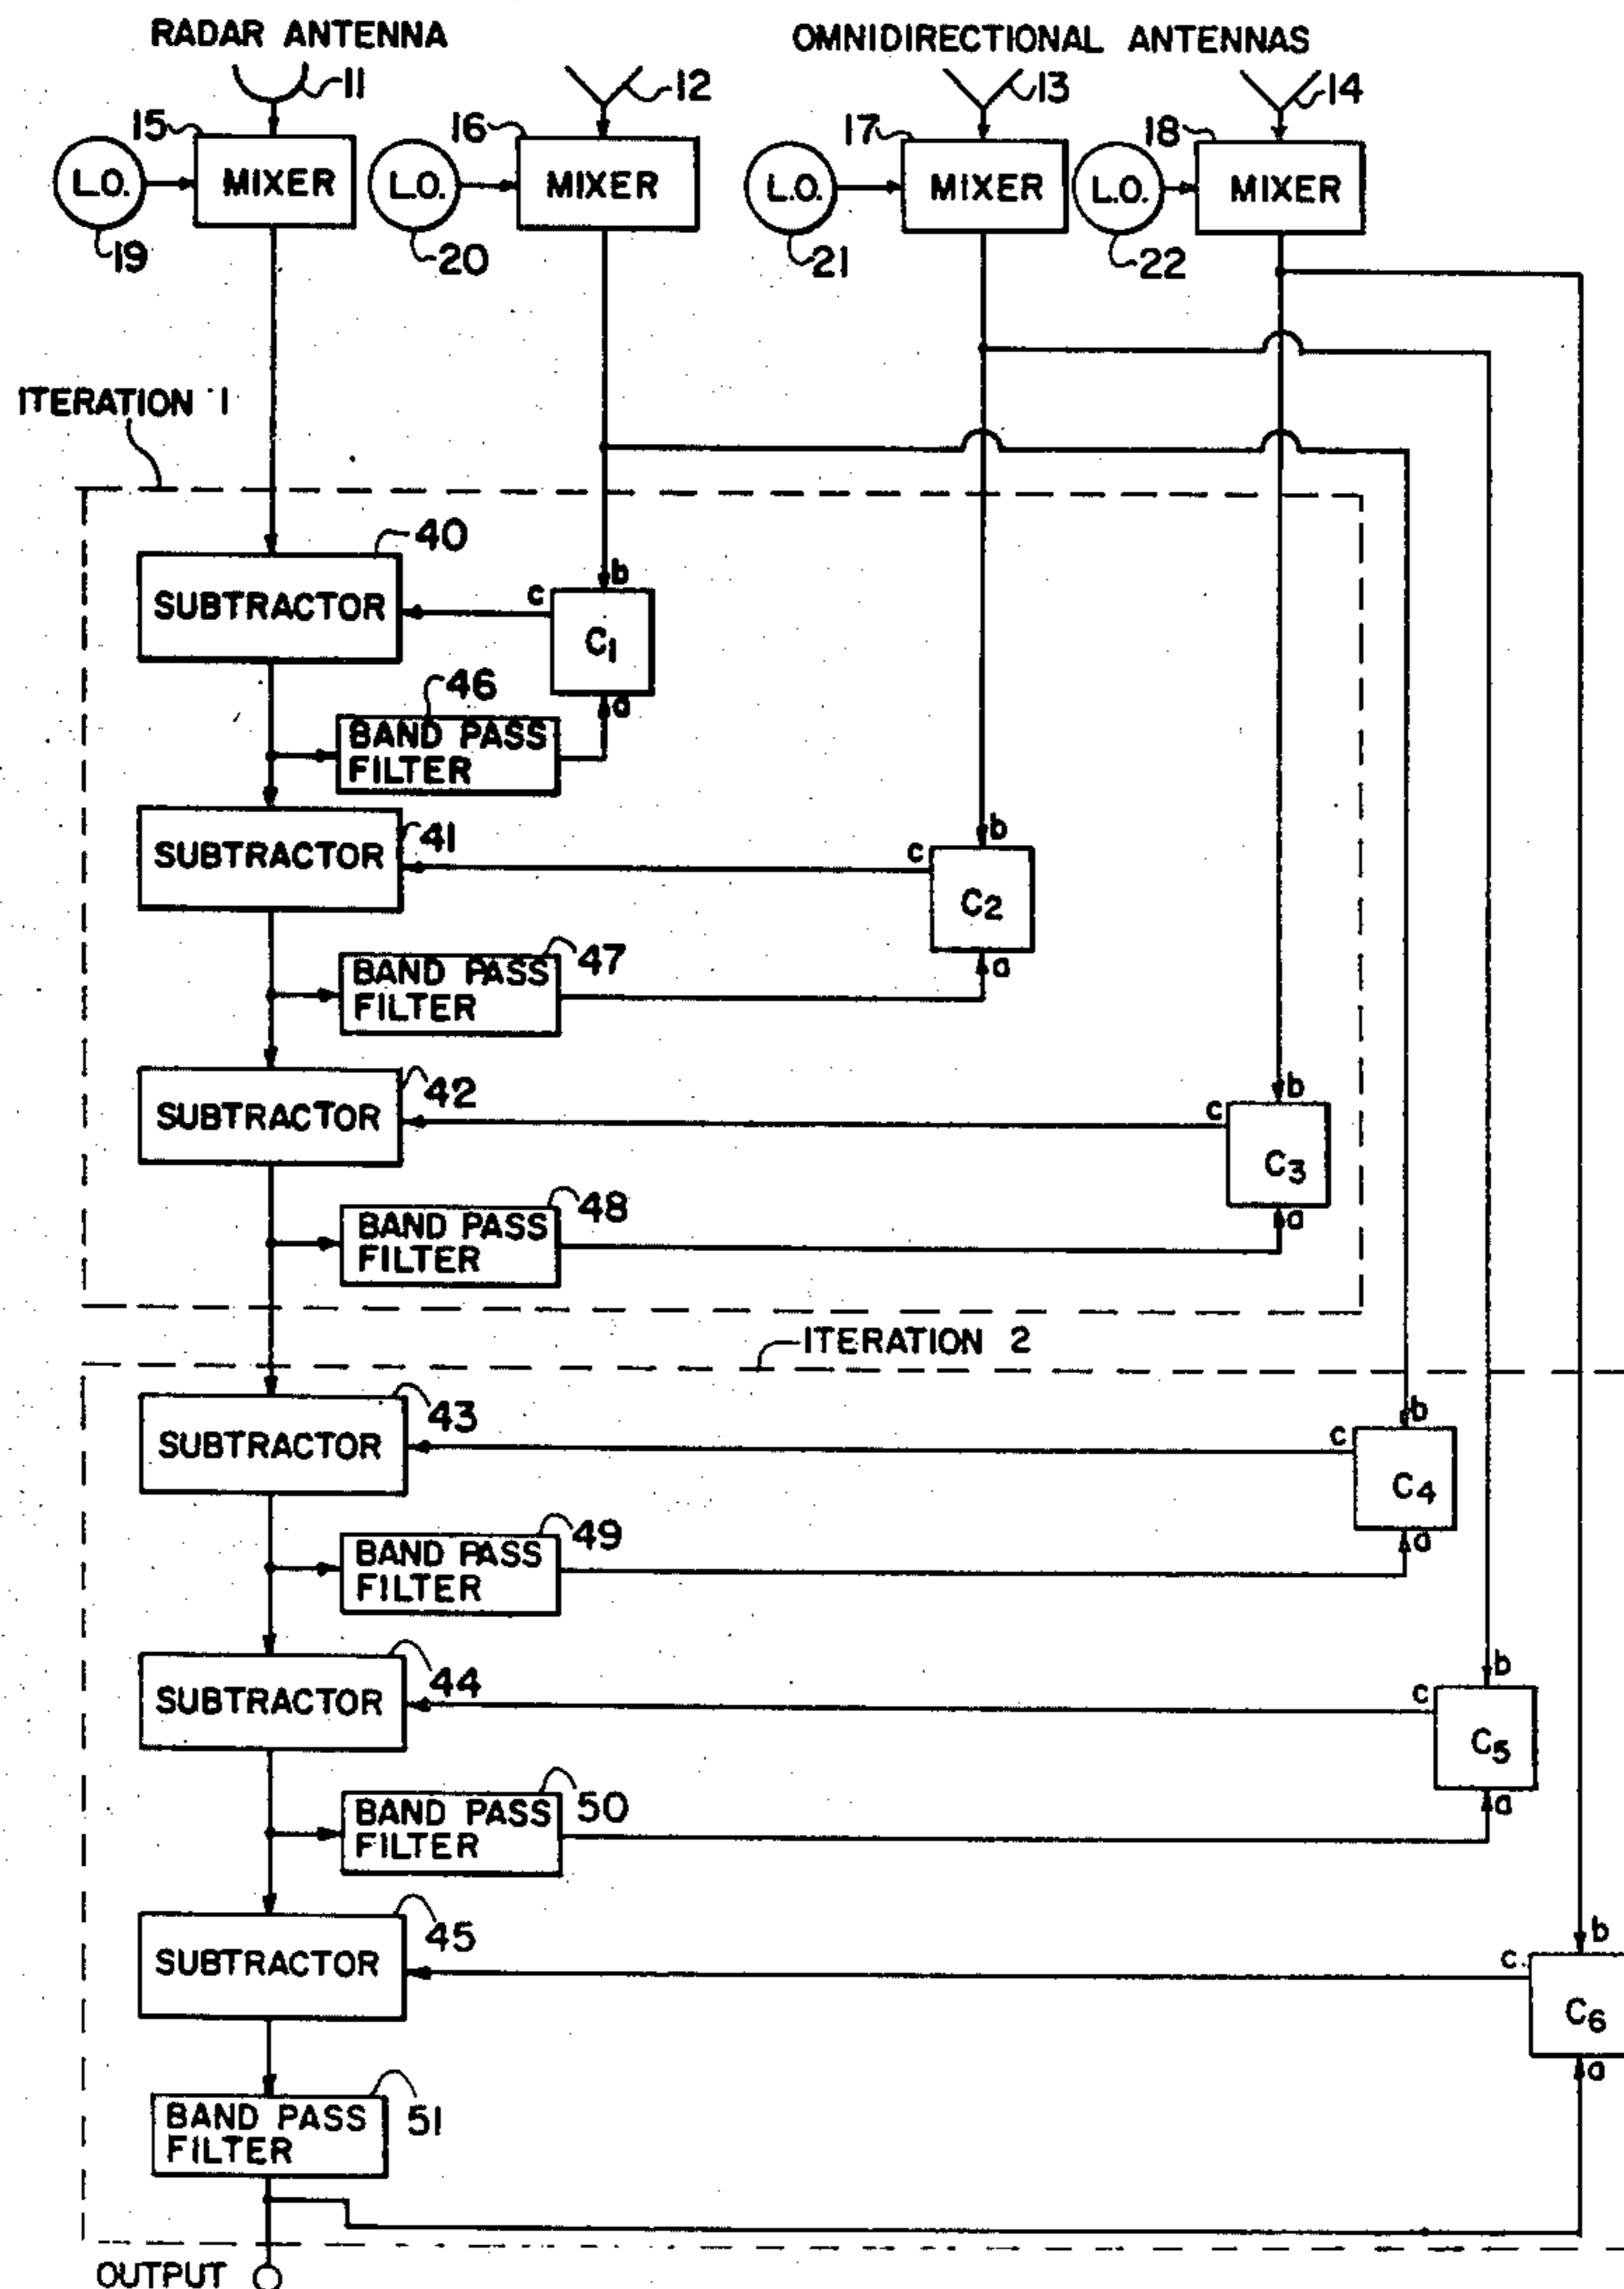 RADAR ANTENNA
OMNIDIRECTIONAL ANTENNAS
11
12
13
14
15
16
17
18
L.O.
MIXER
L.O.
MIXER
L.O.
MIXER
L.O.
MIXER
19
20
21
22
ITERATION 1
40
SUBTRACTOR
c
b
C1
a
46
BAND PASS
FILTER
41
SUBTRACTOR
c
b
C2
a
47
BAND PASS
FILTER
42
SUBTRACTOR
c
b
C3
a
48
BAND PASS
FILTER
ITERATION 2
43
SUBTRACTOR
c
b
C4
a
49
BAND PASS
FILTER
44
SUBTRACTOR
c
b
C5
a
50
BAND PASS
FILTER
45
SUBTRACTOR
c
b
C6
a
51
BAND PASS
FILTER
OUTPUT